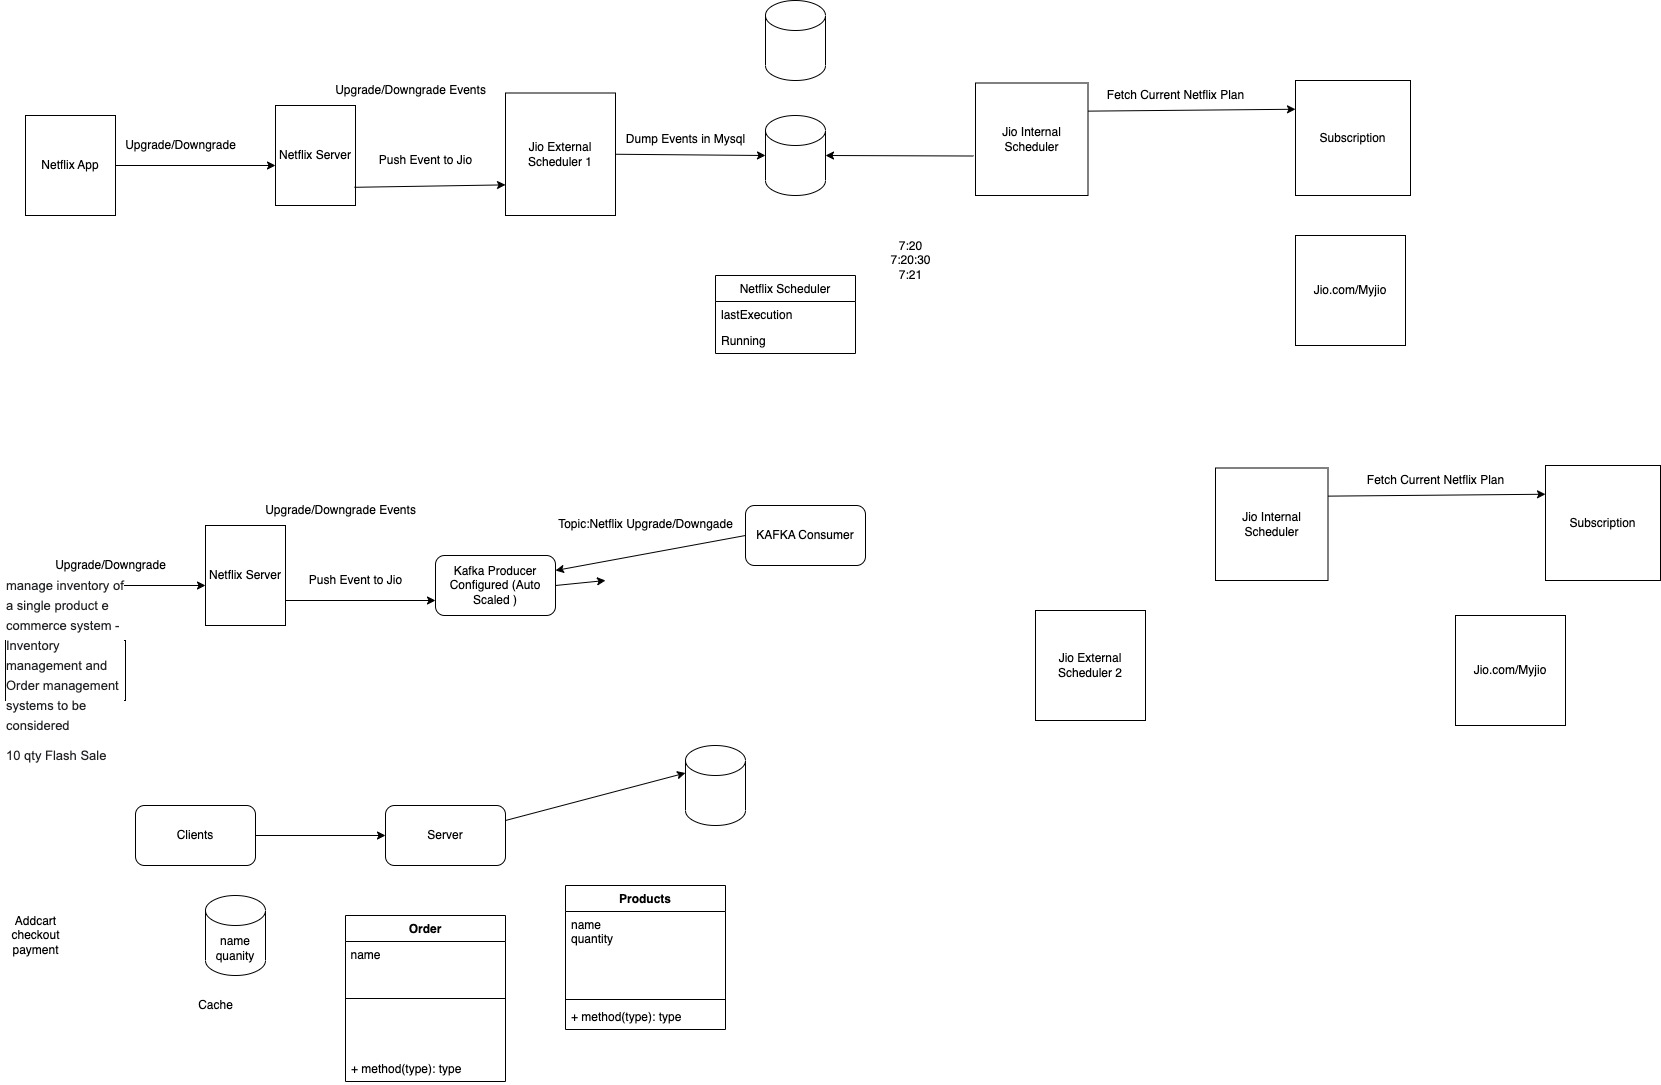 Upgrade/Downgrade Events
Netflix App
Upgrade/Downgrade
Netflix Server
Push Event to Jio
Jio External
Scheduler 1
Dump Events in Mysql
Jio Internal
Scheduler
Fetch Current Netflix Plan
Subscription
7:20
7:20:30
7:21
Netflix Scheduler
lastExecution
Running
Jio.com/Myjio
Upgrade/Downgrade Events
Upgrade/Downgrade
Netflix Server
Push Event to Jio
Kafka Producer
Configured (Auto
Scaled )
Topic:Netflix Upgrade/Downgade
KAFKA Consumer
Jio Internal
Scheduler
Fetch Current Netflix Plan
Subscription
Jio External
Scheduler 2
Jio.com/Myjio
manage inventory of
a single product e
commerce system -
Inventory
management and
Order management
systems to be
considered
10 qty Flash Sale
Clients
Server
Addcart
checkout
payment
name
quanity
Cache
Order
name
+ method(type): type
Products
name
quantity
+ method(type): type